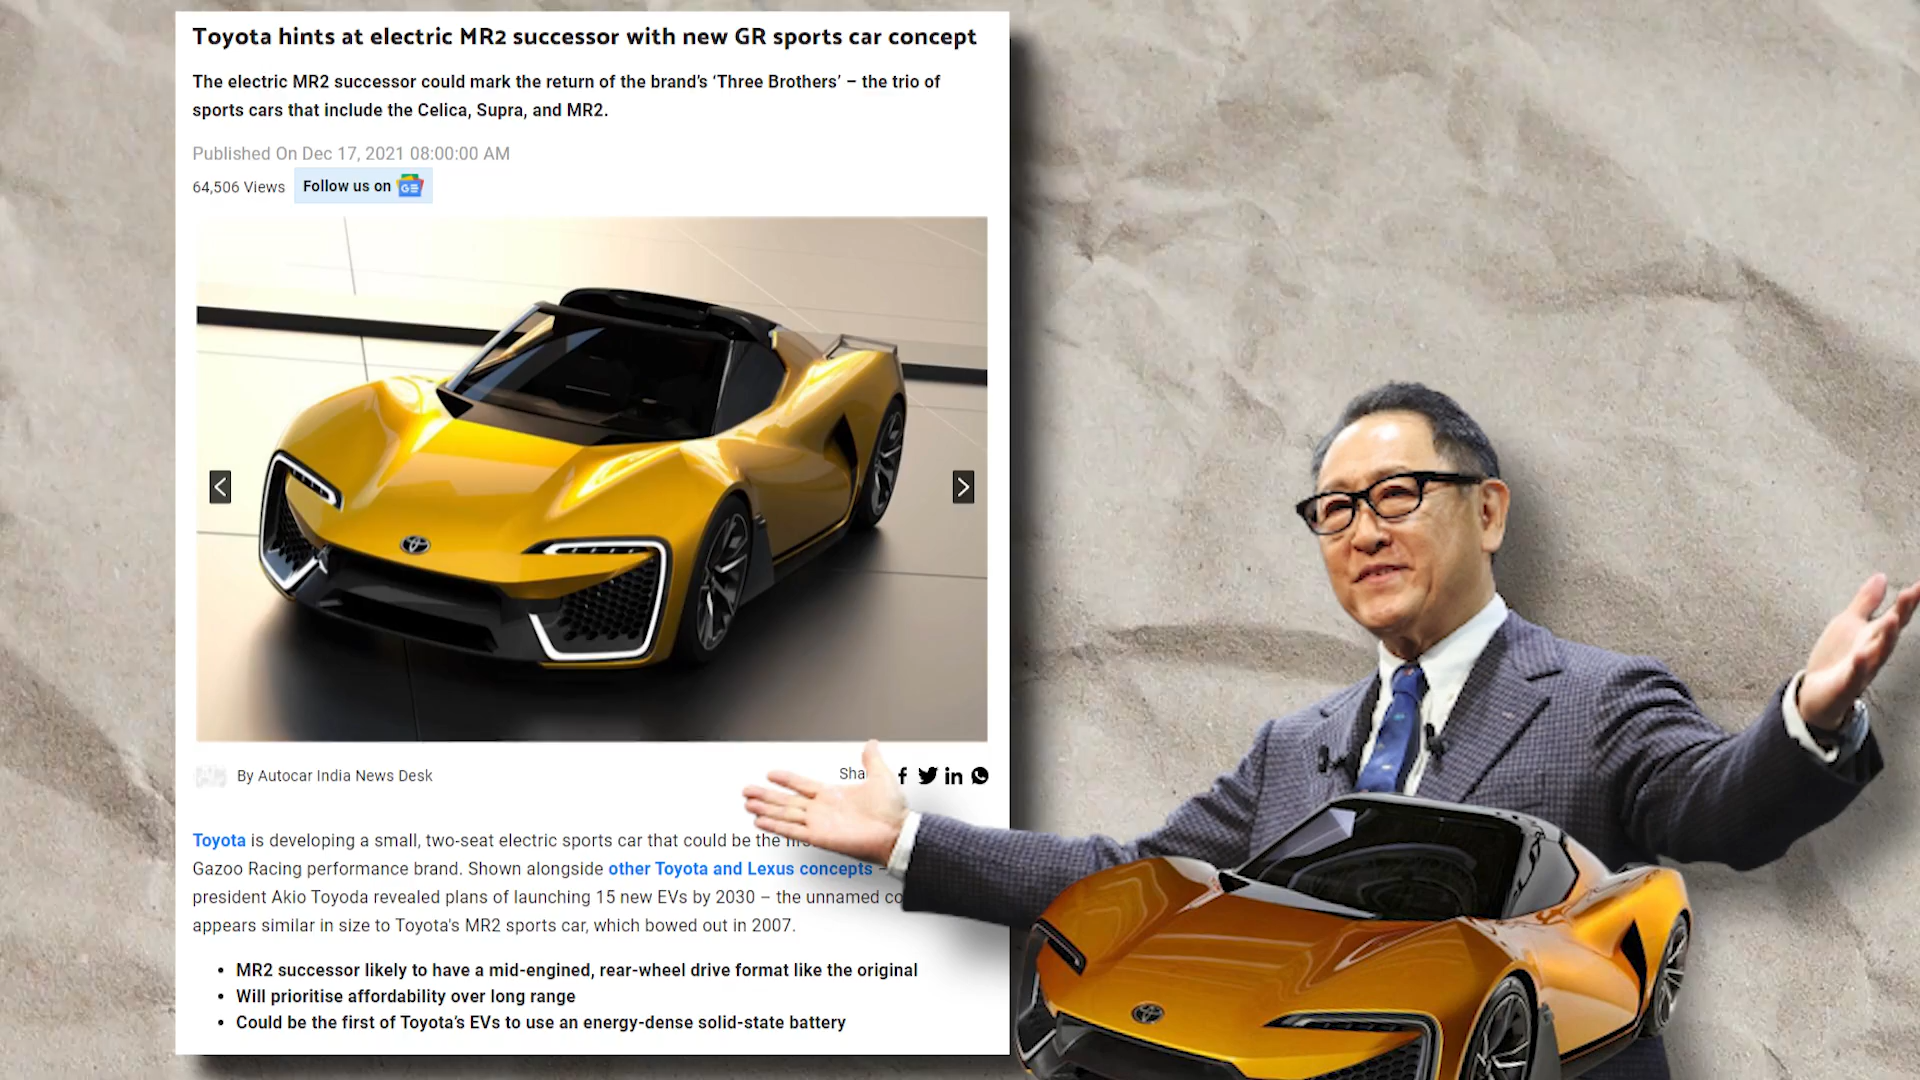 Toyota hints at electric MR2 successor with new GR sports car concept
The electric MR2 successor could mark the return of the brand's ‘Three Brothers’ – the trio of
sports cars that include the Celica, Supra, and MR2.
Published On Dec 17, 2021 08:00:00 AM
64,506 Views Follow us on GE
By Autocar India News Desk
Sha
Toyota is developing a small, two-seat electric sports car that could be the
Gazoo Racing performance brand. Shown alongside other Toyota and Lexus concepts –
president Akio Toyoda revealed plans of launching 15 new EVs by 2030 – the unnamed co
appears similar in size to Toyota's MR2 sports car, which bowed out in 2007.
• MR2 successor likely to have a mid-engined, rear-wheel drive format like the original
• Will prioritise affordability over long range
• Could be the first of Toyota's EVs to use an energy-dense solid-state battery